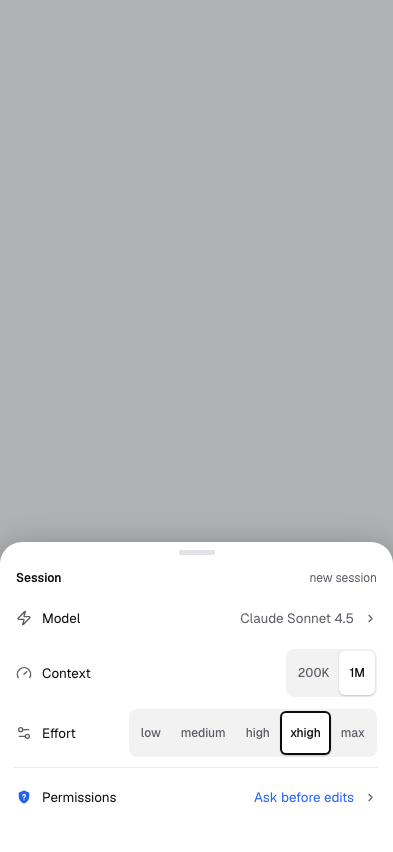 Session new session
Model Claude Sonnet 4.5
Context 200K 1M
Effort low medium high xhigh max
Permissions Ask before edits